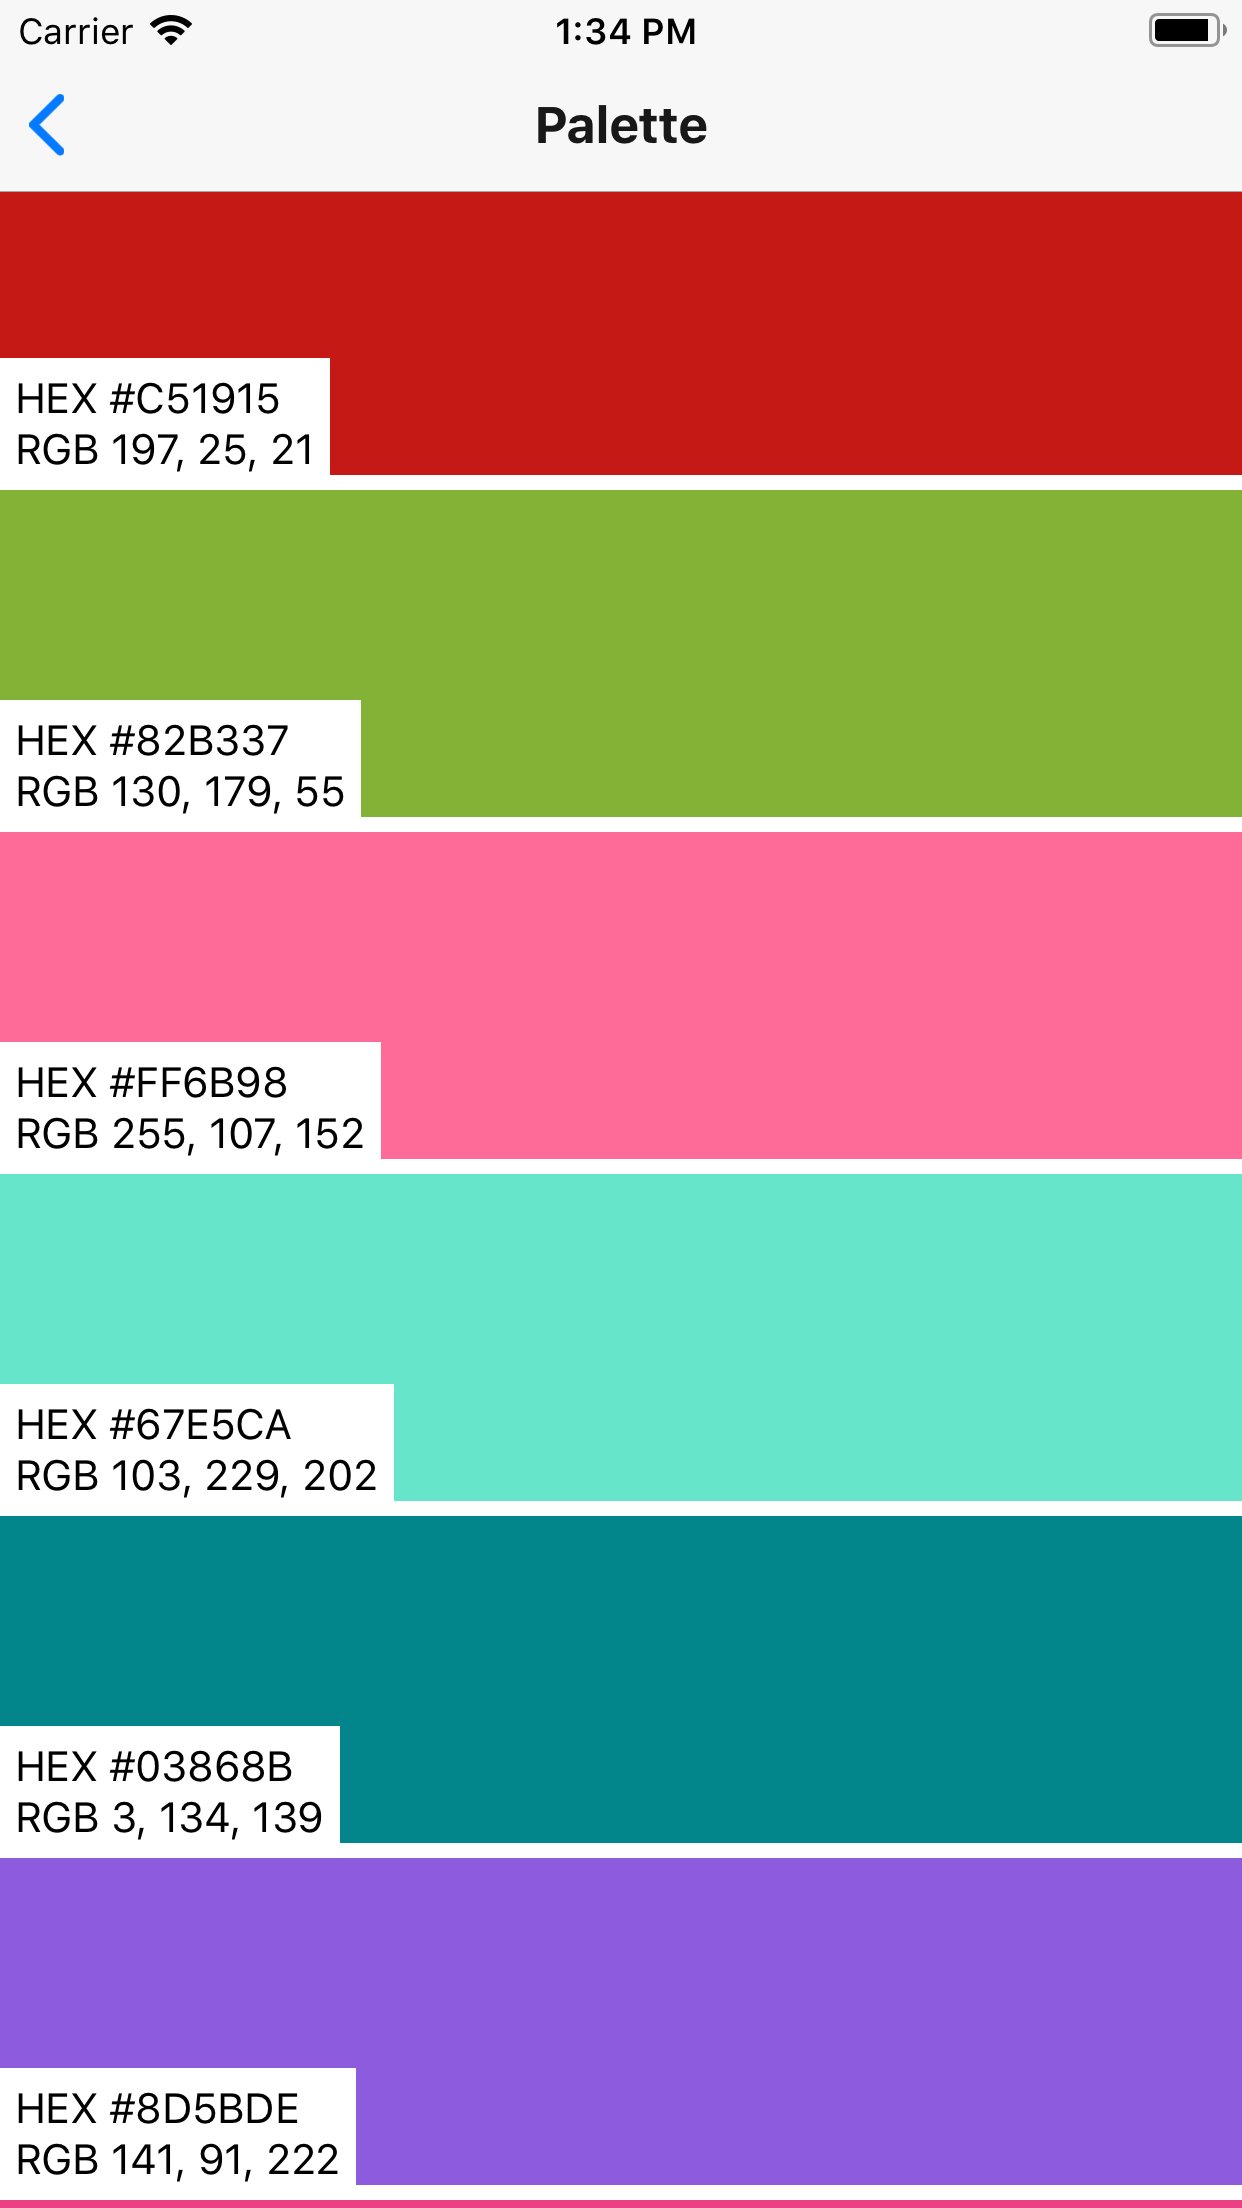 Carrier 1:34 PM
Palette
HEX #C51915
RGB 197, 25, 21
HEX #82B337
RGB 130, 179, 55
HEX #FF6B98
RGB 255, 107, 152
HEX #67E5CA
RGB 103, 229, 202
HEX #03868B
RGB 3, 134, 139
HEX #8D5BDE
RGB 141, 91, 222